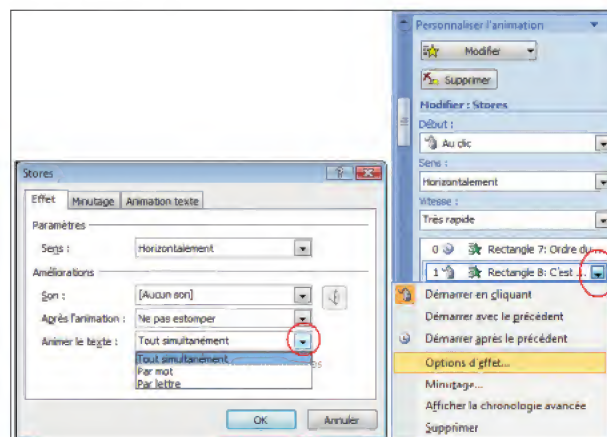 Personnaliser l'animation
Modifier
Supprimer
Modifier : Stores
Début :
Au clic
Sens :
Horizontalement
Vitesse :
Très rapide
0 Rectangle 7: Ordre du...
1 Rectangle 8: C'est ...
Démarrer en cliquant
Démarrer avec le précédent
Démarrer après le précédent
Options d'effet...
Minutage...
Afficher la chronologie avancée
Supprimer
Stores
Effet Minutage Animation texte
Paramètres
Sens : Horizontalement
Améliorations
Son : [Aucun son]
Après l'animation : Ne pas estomper
Animer le texte : Tout simultanément
Tout simultanément
Par mot
Par lettre
OK Annuler